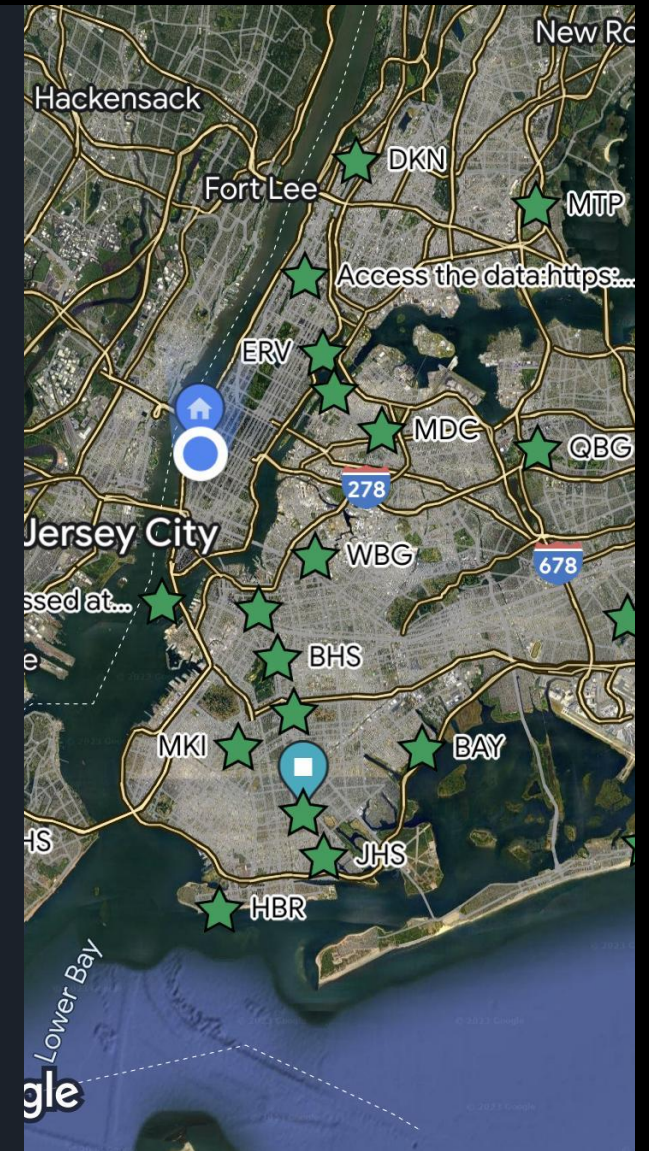 New Ro
Hackensack
DKN
Fort Lee
MTP
Access the data:https:...
ERV
MDC
QBG
278
Jersey City
WBG
678
ssed at...
BHS
e
MKI
BAY
HS
JHS
HBR
Lower Bay
gle